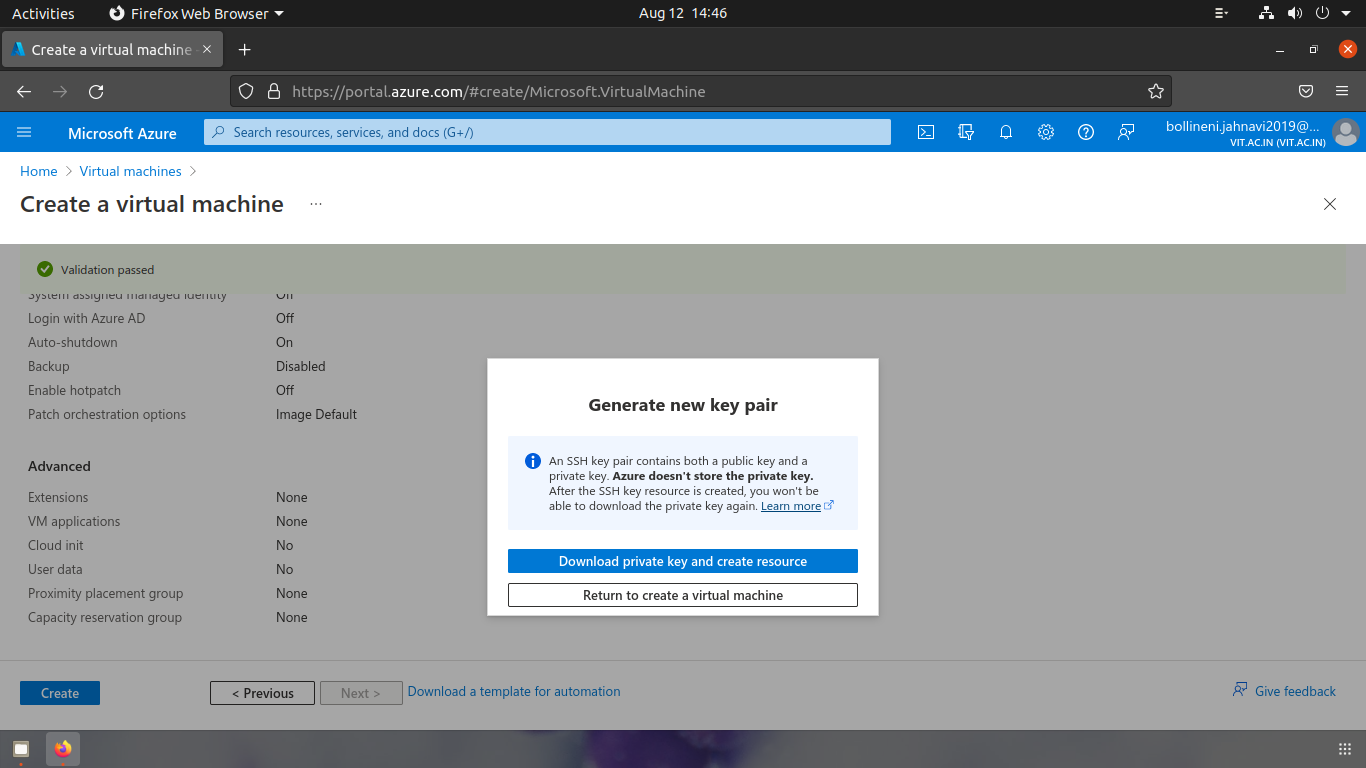 Activities
Firefox Web Browser
Aug 12 14:46
Create a virtual machine
https://portal.azure.com/#create/Microsoft.VirtualMachine
Microsoft Azure
Search resources, services, and docs (G+/)
bollineni.jahnavi2019@...
VIT.AC.IN (VIT.AC.IN)
Home > Virtual machines >
Create a virtual machine ...
Validation passed
System assigned managed identity Off
Login with Azure AD Off
Auto-shutdown On
Backup Disabled
Enable hotpatch Off
Patch orchestration options Image Default
Advanced
Extensions None
VM applications None
Cloud init No
User data No
Proximity placement group None
Capacity reservation group None
Generate new key pair
An SSH key pair contains both a public key and a
private key. Azure doesn't store the private key.
After the SSH key resource is created, you won't be
able to download the private key again. Learn more
Download private key and create resource
Return to create a virtual machine
Create
< Previous
Next >
Download a template for automation
Give feedback